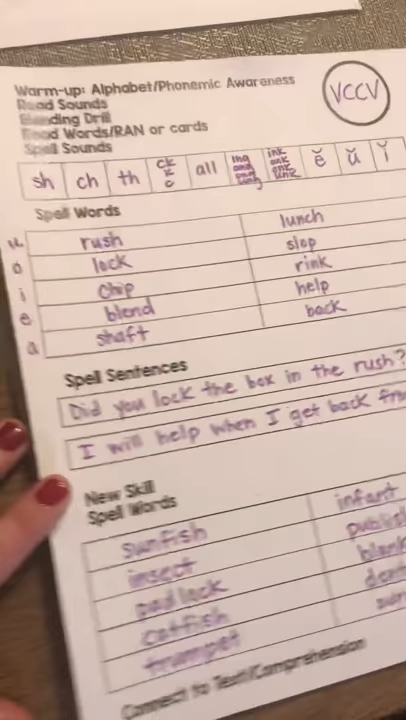 Warm-up: Alphabet/Phonemic Awareness
VCCV
Read Sounds
Blending Drill
Read Words/RAN or cards
Spell Sounds
sh ch th ck k c all ing ang ong ung ink ank onk unk ĕ ŭ ĭ
Spell Words
u rush lunch
o lock slop
i chip rink
e blend help
a shaft back
Spell Sentences
Did you lock the box in the rush?
I will help when I get back
New Skill
Spell Words
sunfish infant
insect publish
padlock
catfish
trumpet
Connect to Text/Comprehension